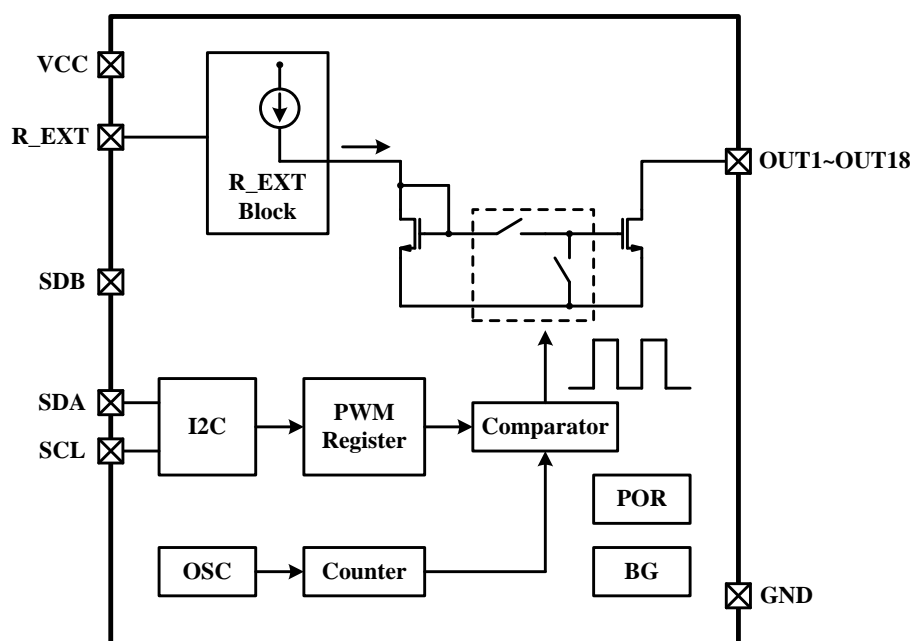 VCC
R_EXT
R_EXT
Block
OUT1~OUT18
SDB
SDA
SCL
I2C
PWM
Register
Comparator
POR
OSC
Counter
BG
GND